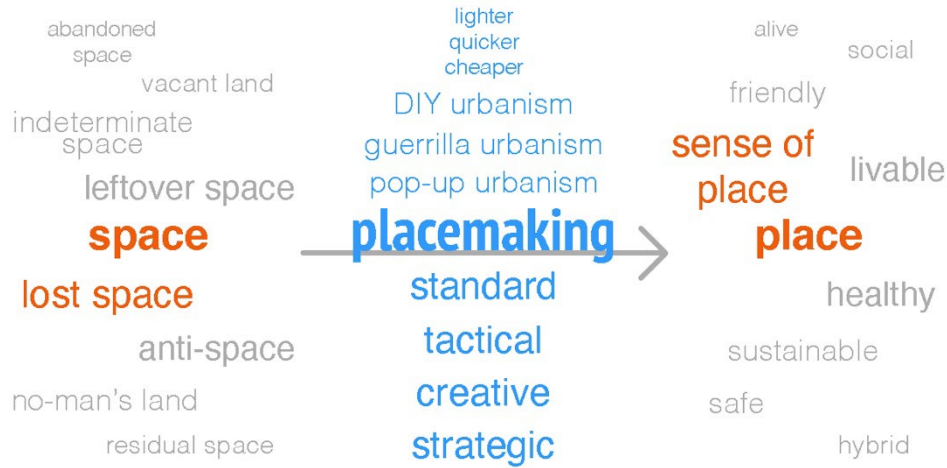 abandoned
space
vacant land
indeterminate
space
leftover space
space
lost space
anti-space
no-man's land
residual space
lighter
quicker
cheaper
DIY urbanism
guerrilla urbanism
pop-up urbanism
placemaking
standard
tactical
creative
strategic
alive
social
friendly
sense of
place
livable
place
healthy
sustainable
safe
hybrid